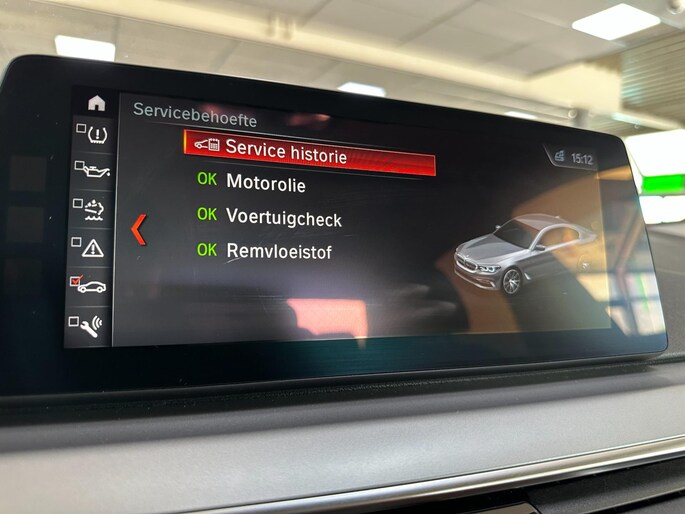 Servicebehoefte
Service historie
15:12
OK Motorolie
OK Voertuigcheck
OK Remvloeistof